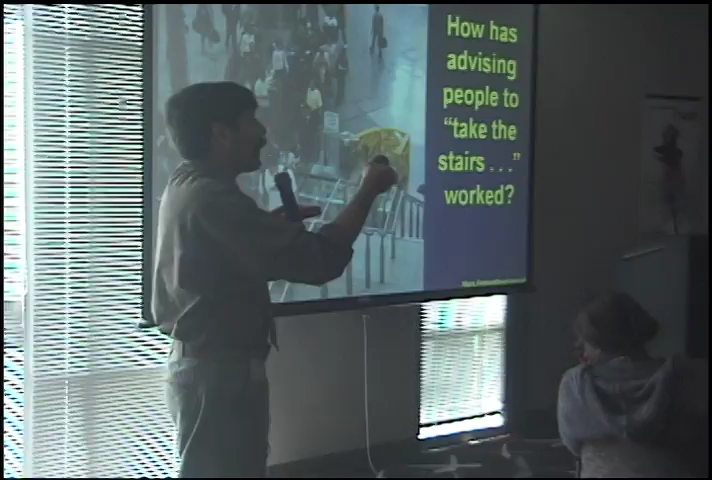 How has
advising
people to
“take the
stairs . . .”
worked?